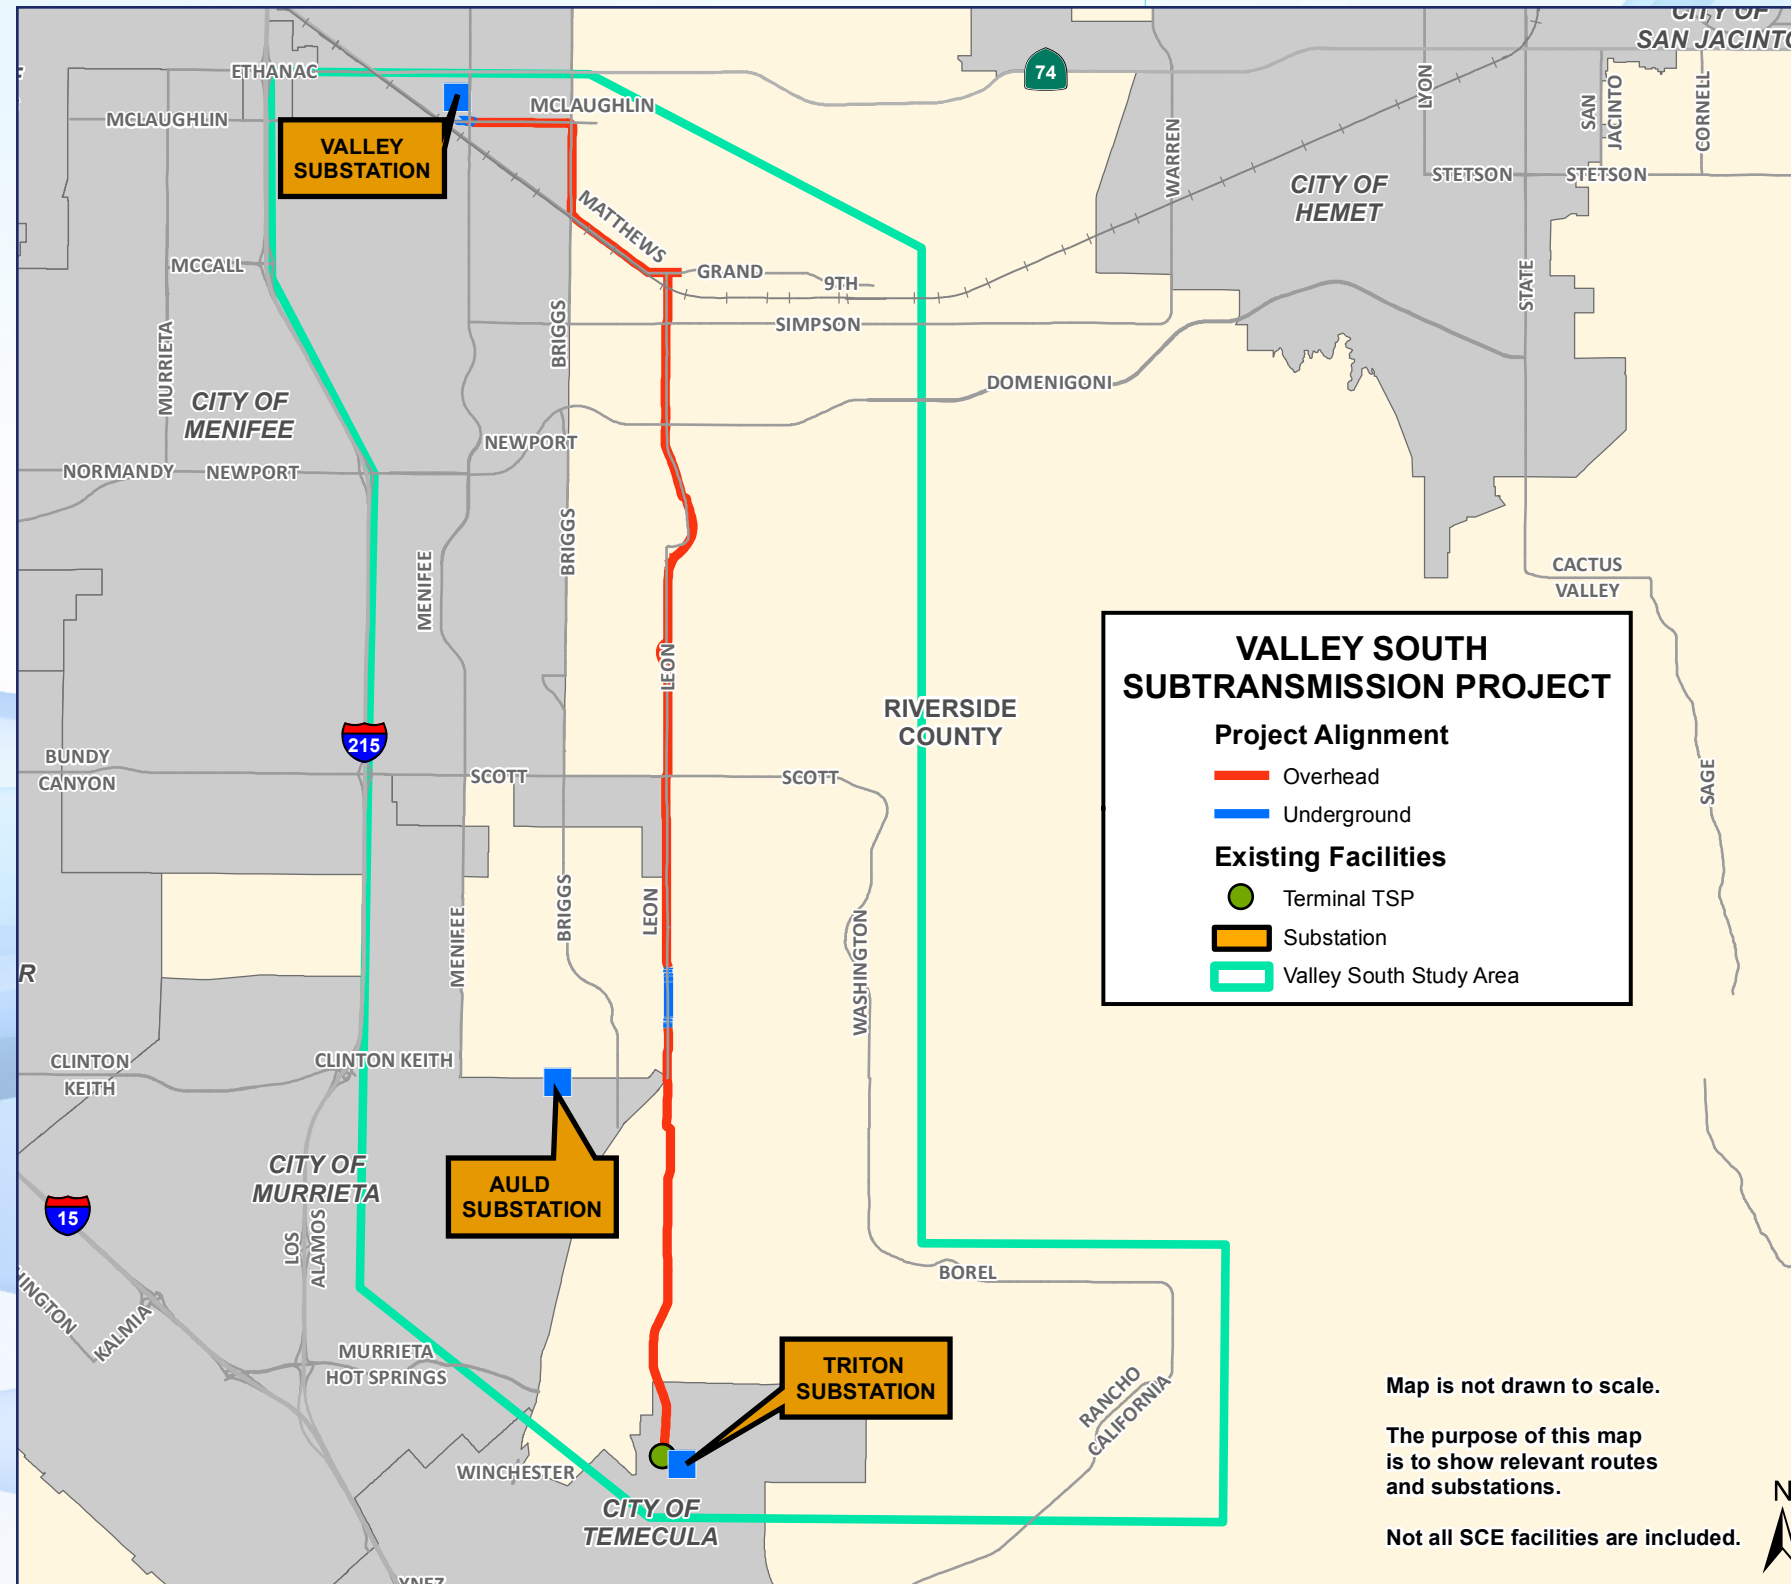 CITY OF
SAN JACINTO
74
ETHANAC
MCLAUGHLIN
MCLAUGHLIN
VALLEY
SUBSTATION
WARREN
LYON
SAN
JACINTO
CORNELL
STETSON
STETSON
CITY OF
HEMET
MATTHEWS
MCCALL
GRAND
9TH
SIMPSON
BRIGGS
STATE
MURRIETA
DOMENIGONI
CITY OF
MENIFEE
NEWPORT
NORMANDY
NEWPORT
BRIGGS
MENIFEE
CACTUS
VALLEY
LEON
RIVERSIDE
COUNTY
VALLEY SOUTH
SUBTRANSMISSION PROJECT
Project Alignment
Overhead
Underground
Existing Facilities
Terminal TSP
Substation
Valley South Study Area
215
BUNDY
CANYON
SCOTT
SCOTT
SAGE
BRIGGS
LEON
MENIFEE
WASHINGTON
R
CLINTON
KEITH
CLINTON KEITH
AULD
SUBSTATION
CITY OF
MURRIETA
15
LOS
ALAMOS
BOREL
KALMIA
MURRIETA
HOT SPRINGS
TRITON
SUBSTATION
RANCHO
CALIFORNIA
WINCHESTER
CITY OF
TEMECULA
Map is not drawn to scale.
The purpose of this map
is to show relevant routes
and substations.
Not all SCE facilities are included.
N
YNEZ